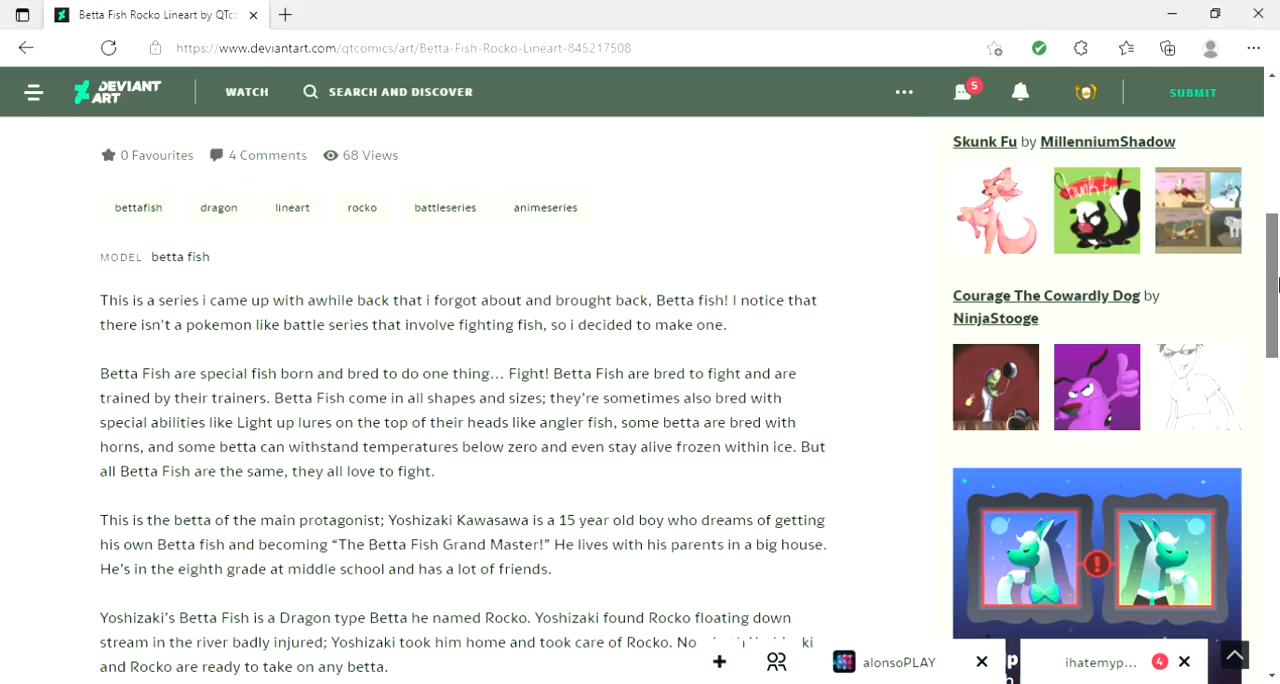 Betta Fish Rocko Lineart by QTc
https://www.deviantart.com/qtcomics/art/Betta-Fish-Rocko-Lineart-845217508
DEVIANT
ART
WATCH
SEARCH AND DISCOVER
5
SUBMIT
0 Favourites
4 Comments
68 Views
bettafish
dragon
lineart
rocko
battleseries
animeseries
MODEL betta fish
This is a series i came up with awhile back that i forgot about and brought back, Betta fish! I notice that
there isn't a pokemon like battle series that involve fighting fish, so i decided to make one.
Betta Fish are special fish born and bred to do one thing... Fight! Betta Fish are bred to fight and are
trained by their trainers. Betta Fish come in all shapes and sizes; they're sometimes also bred with
special abilities like Light up lures on the top of their heads like angler fish, some betta are bred with
horns, and some betta can withstand temperatures below zero and even stay alive frozen within ice. But
all Betta Fish are the same, they all love to fight.
This is the betta of the main protagonist; Yoshizaki Kawasawa is a 15 year old boy who dreams of getting
his own Betta fish and becoming “The Betta Fish Grand Master!” He lives with his parents in a big house.
He's in the eighth grade at middle school and has a lot of friends.
Yoshizaki's Betta Fish is a Dragon type Betta he named Rocko. Yoshizaki found Rocko floating down
stream in the river badly injured; Yoshizaki took him home and took care of Rocko.
and Rocko are ready to take on any betta.
Skunk Fu by MillenniumShadow
Courage The Cowardly Dog by
NinjaStooge
alonsoPLAY
ihatemyp...
4